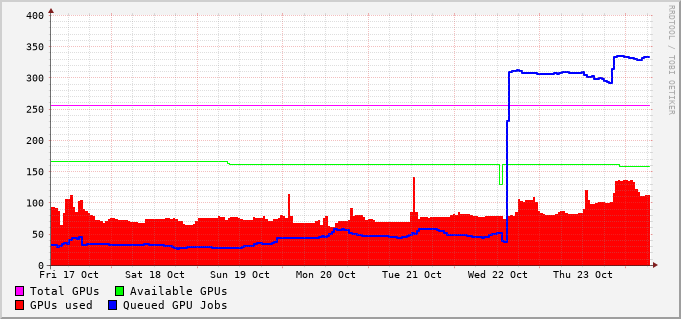 400
350
300
250
200
150
100
50
0
Fri 17 Oct Sat 18 Oct Sun 19 Oct Mon 20 Oct Tue 21 Oct Wed 22 Oct Thu 23 Oct
Total GPUs Available GPUs
GPUs used Queued GPU Jobs
RRDTOOL / TOBI OETIKER